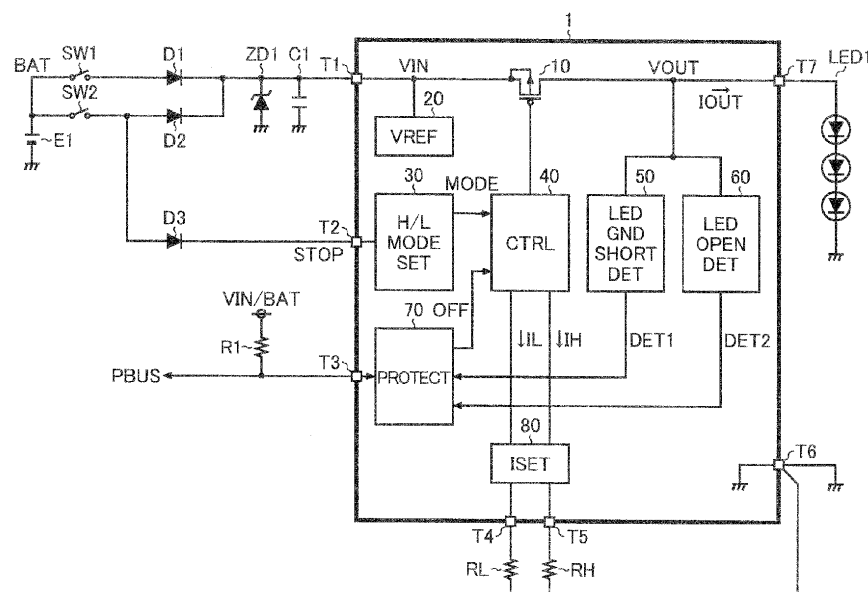 1
BAT
SW1
D1
ZD1
C1
T1
VIN
10
VOUT
T7
LED1
SW2
IOUT
20
VREF
E1
D2
30
MODE
40
50
60
D3
T2
STOP
H/L
MODE
SET
CTRL
LED
GND
SHORT
DET
LED
OPEN
DET
VIN/BAT
70
OFF
R1
T3
↓IL
↓IH
DET1
DET2
PBUS
PROTECT
80
ISET
T6
T4
T5
RL
RH